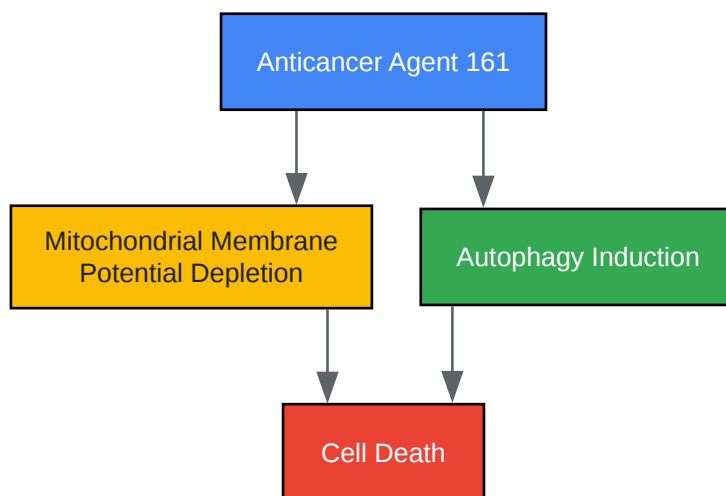 Anticancer Agent 161
Mitochondrial Membrane
Potential Depletion
Autophagy Induction
Cell Death